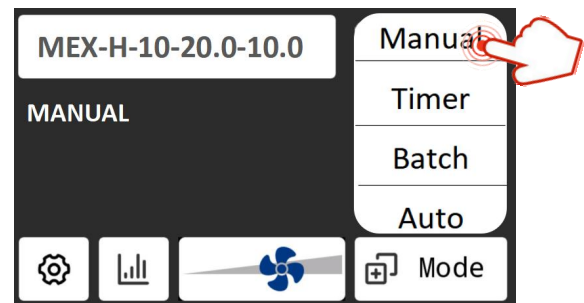 MEX-H-10-20.0-10.0
MANUAL
Manual
Timer
Batch
Auto
Mode